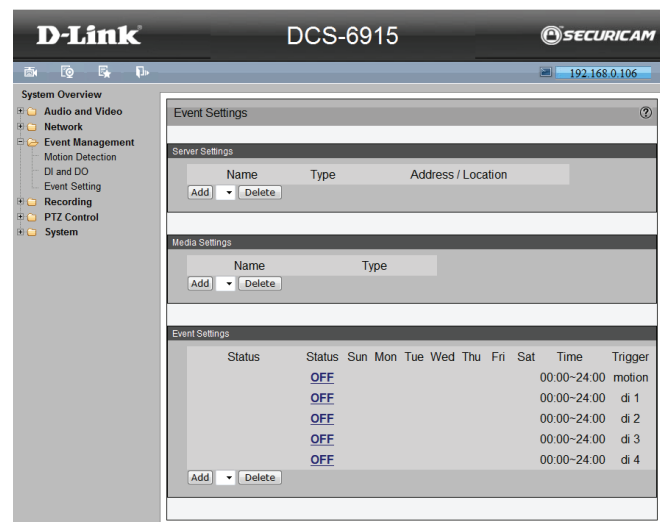 D-Link
DCS-6915
SECURICAM
192.168.0.106
System Overview
Audio and Video
Network
Event Management
Motion Detection
DI and DO
Event Setting
Recording
PTZ Control
System
Event Settings
Server Settings
Name Type Address / Location
Add Delete
Media Settings
Name Type
Add Delete
Event Settings
Status Status Sun Mon Tue Wed Thu Fri Sat Time Trigger
OFF 00:00~24:00 motion
OFF 00:00~24:00 di 1
OFF 00:00~24:00 di 2
OFF 00:00~24:00 di 3
OFF 00:00~24:00 di 4
Add Delete